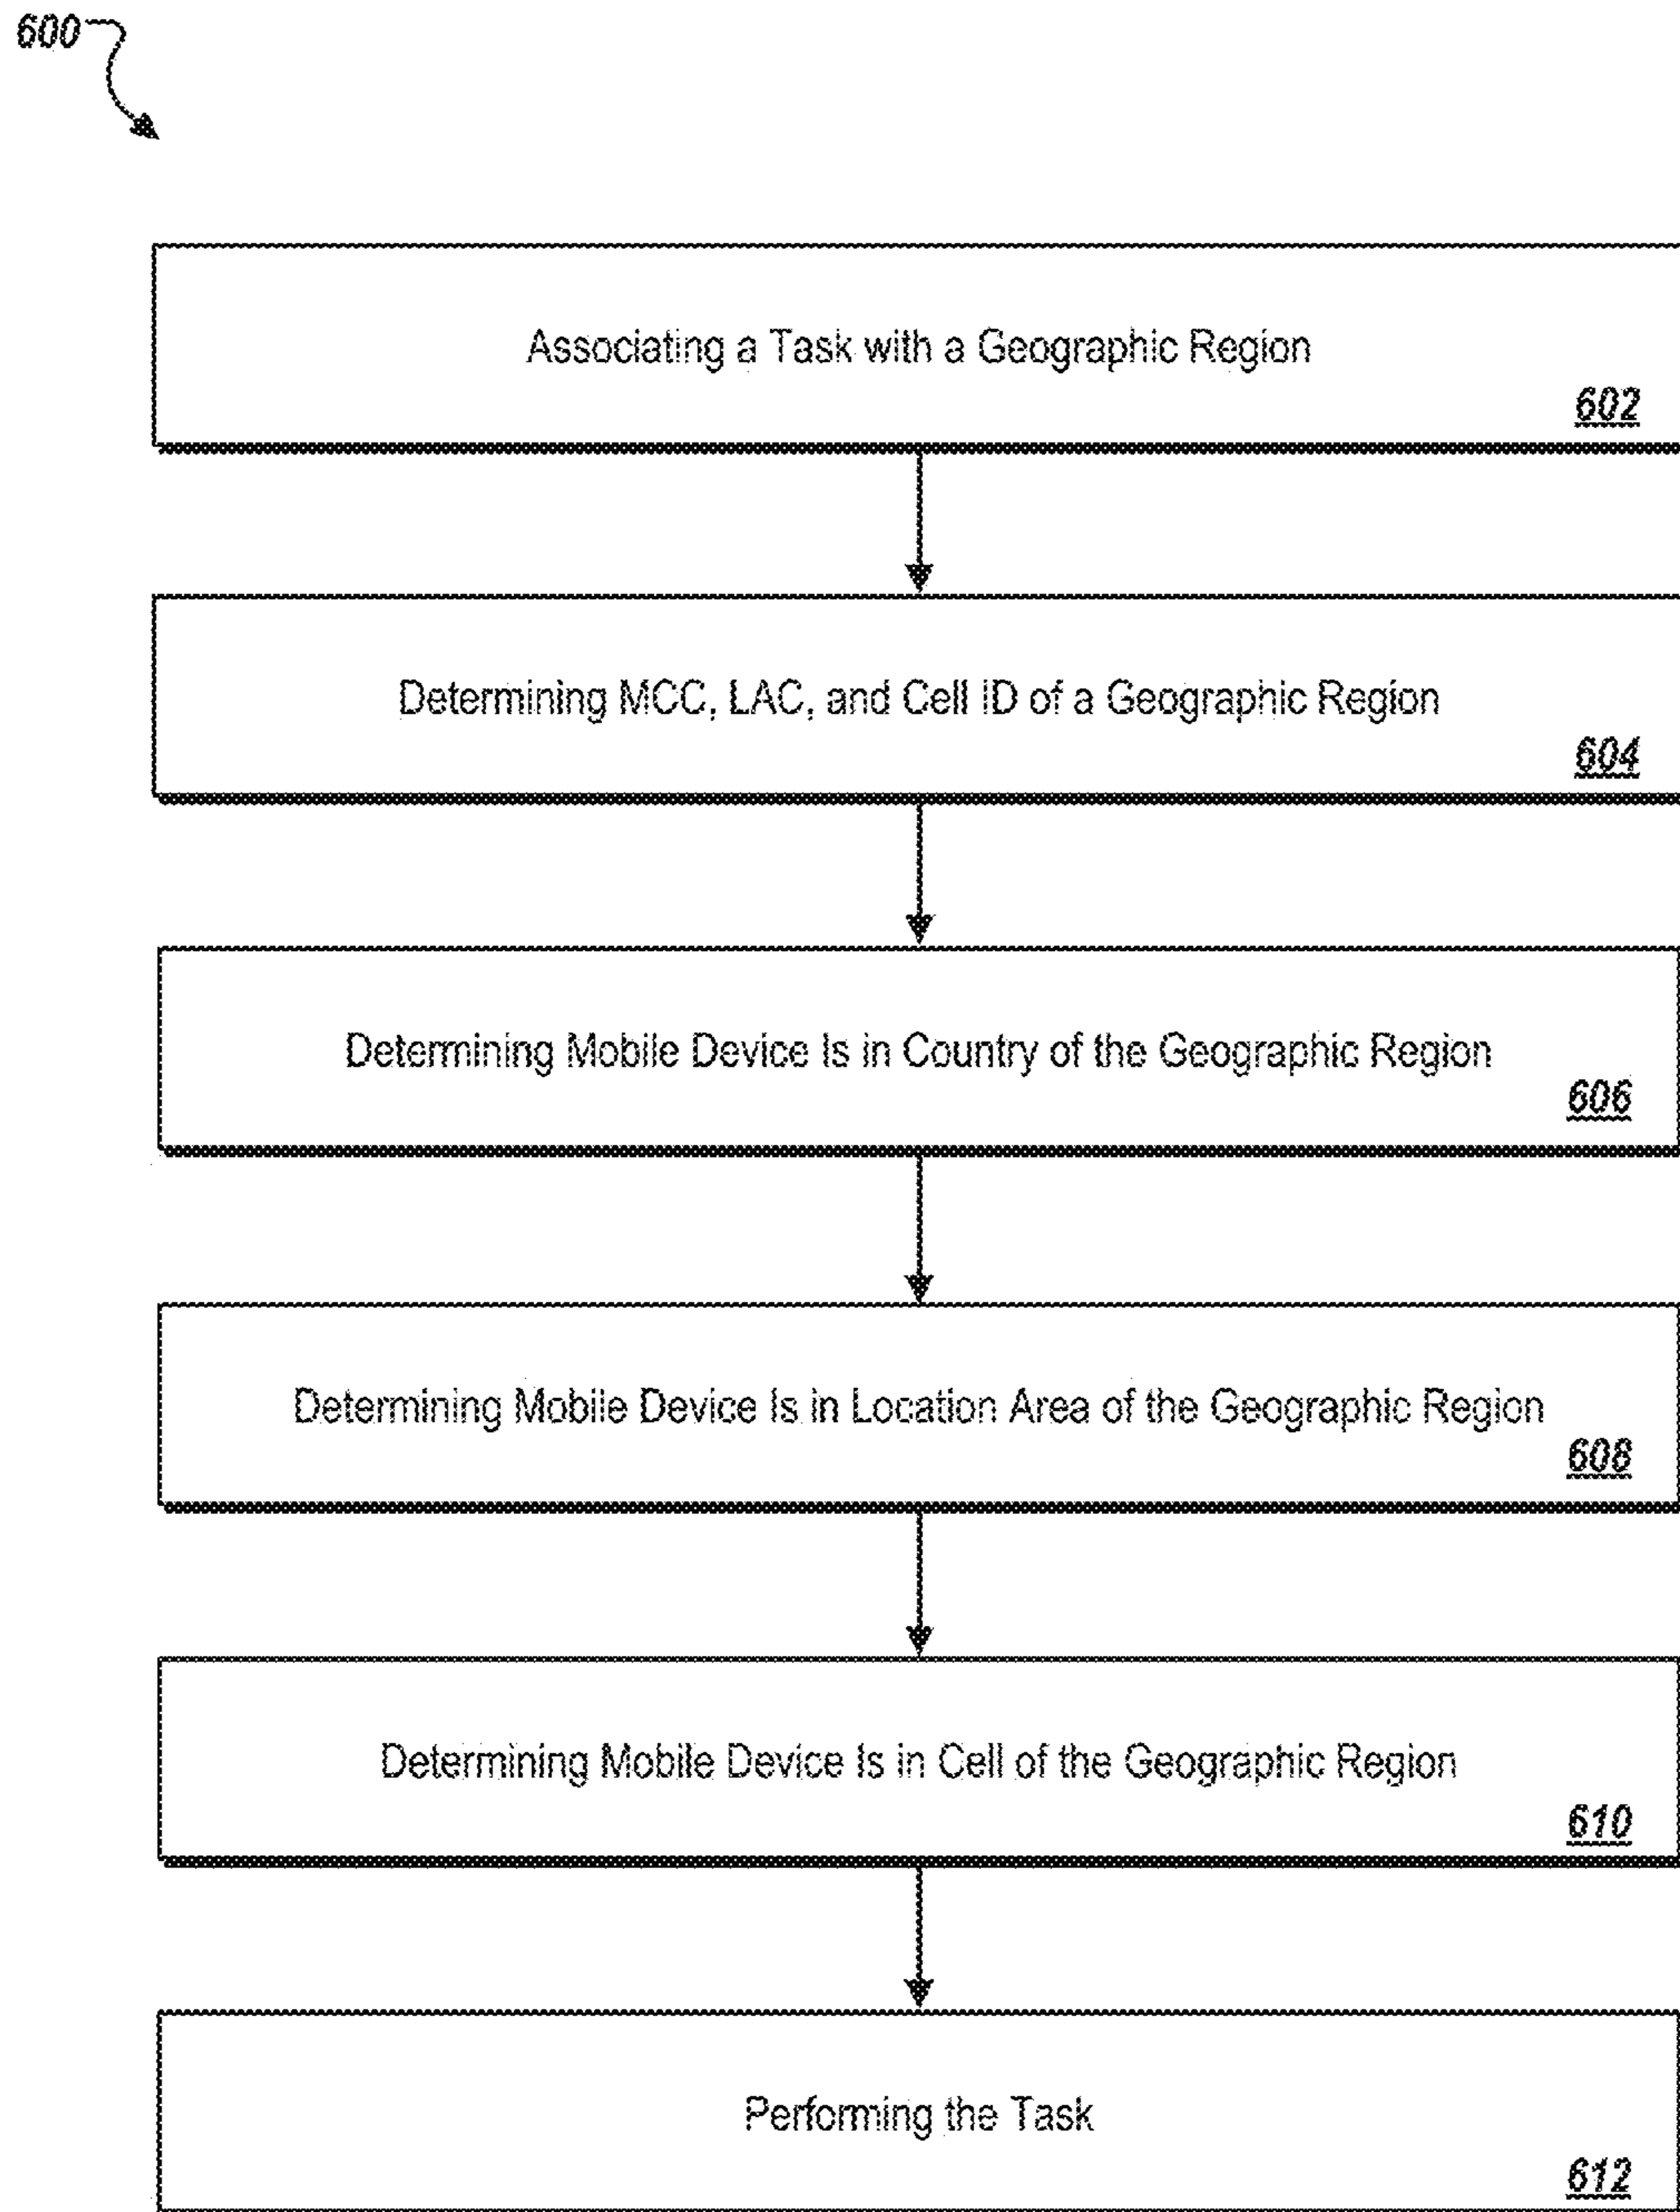 600
Associating a Task with a Geographic Region
602
Determining MCC, LAC, and Cell ID of a Geographic Region
604
Determining Mobile Device Is in Country of the Geographic Region
606
Determining Mobile Device Is in Location Area of the Geographic Region
608
Determining Mobile Device Is in Cell of the Geographic Region
610
Performing the Task
612